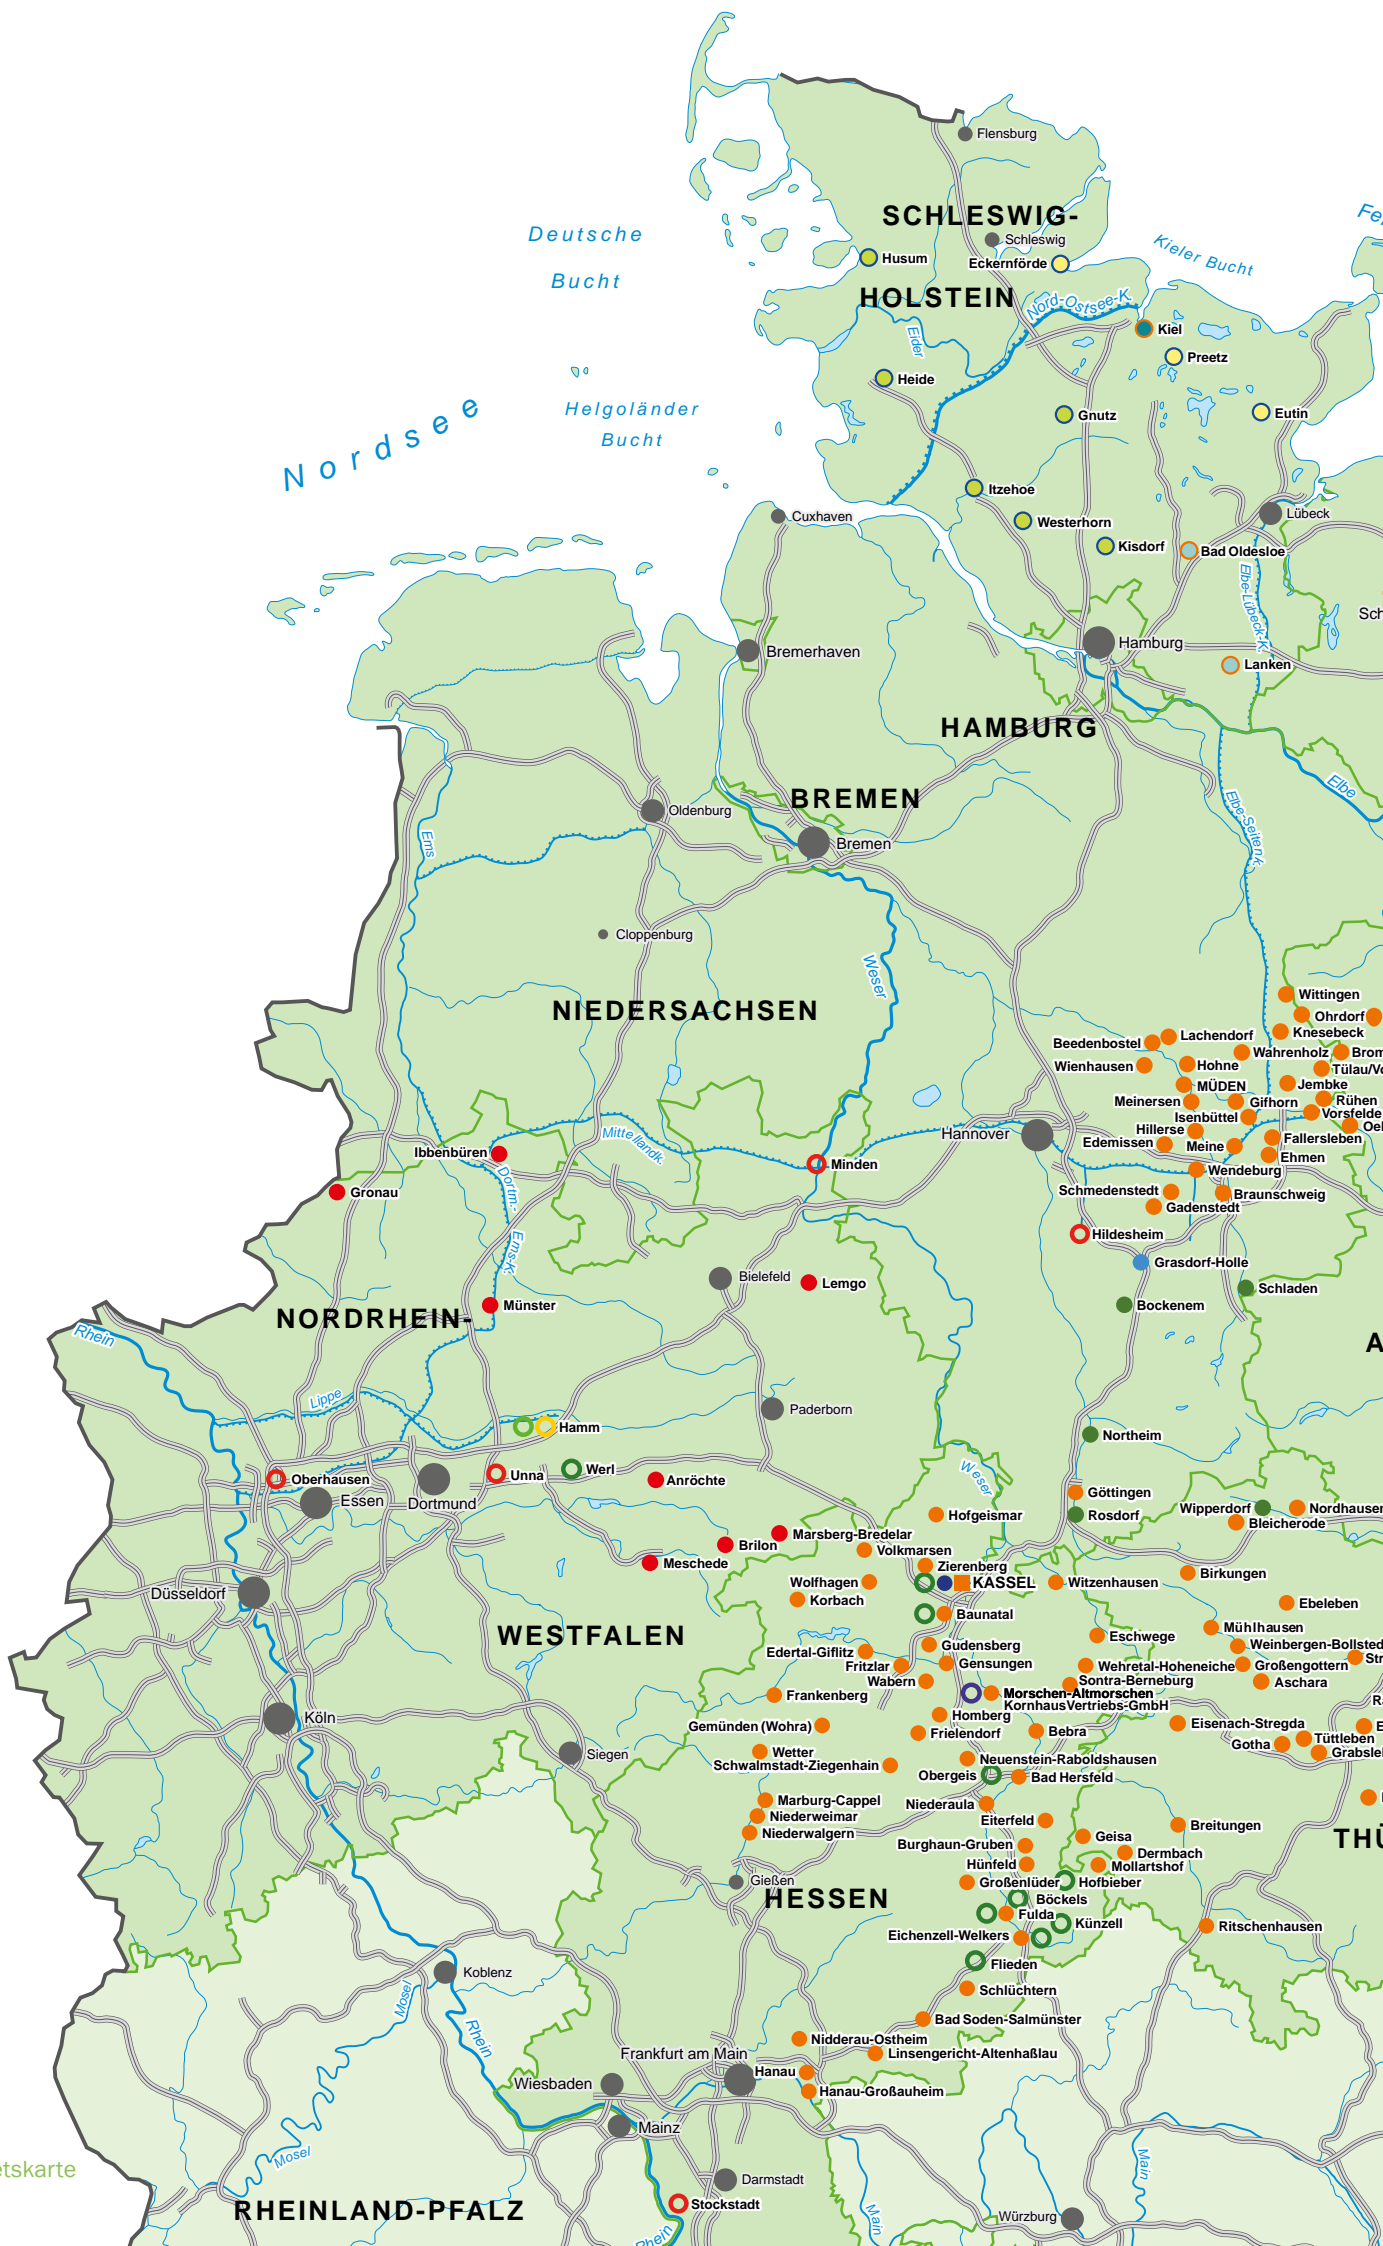 Flensburg
SCHLESWIG-
Schleswig
Deutsche
Bucht
Husum
Eckernförde
Kieler Bucht
HOLSTEIN
Nord-Ostsee-K.
Eider
Kiel
Preetz
Heide
Helgoländer
Bucht
Nordsee
Gnutz
Eutin
Itzehoe
Cuxhaven
Westerhorn
Lübeck
Kisdorf
Bad Oldesloe
Elbe-Lübeck-K.
Sch
Hamburg
Bremerhaven
Lanken
HAMBURG
Elbe
BREMEN
Oldenburg
Ems
Bremen
Elbe-Seitenk.
Cloppenburg
Weser
NIEDERSACHSEN
Wittingen
Ohrdorf
Knesebeck
Lachendorf
Beedenbostel
Wahrenholz
Brom
Wienhausen
Hohne
Tülau/Vo
MÜDEN
Jembke
Meinersen
Gifhorn
Rühen
Isenbüttel
Vorsfelde
Hillerse
Oel
Hannover
Edemissen
Meine
Fallersleben
Ehmen
Mittellandk.
Ibbenbüren
Minden
Wendeburg
Dortm.-
Ems-K.
Gronau
Schmedenstedt
Braunschweig
Gadenstedt
Hildesheim
Grasdorf-Holle
Bielefeld
Lemgo
Schladen
Münster
Bockenem
NORDRHEIN-
Rhein
A
Lippe
Paderborn
Hamm
Northeim
Werl
Weser
Oberhausen
Unna
Anröchte
Essen
Dortmund
Göttingen
Wipperdorf
Nordhausen
Hofgeismar
Rosdorf
Bleicherode
Marsberg-Bredelar
Brilon
Volkmarsen
Meschede
Zierenberg
Birkungen
Düsseldorf
Wolfhagen
KASSEL
Witzenhausen
Korbach
Ebeleben
Baunatal
Mühlhausen
WESTFALEN
Eschwege
Gudensberg
Weinbergen-Bollsted
Edertal-Giflitz
Str
Fritzlar
Gensungen
Wehretal-Hoheneiche
Großengottern
Wabern
Sontra-Berneburg
Aschara
Frankenberg
Morschen-Altmorschen
KornhausVertriebs-GmbH
Homberg
Köln
Gemünden (Wohra)
Frielendorf
Bebra
Eisenach-Stregda
Gotha
Tüttleben
Siegen
Wetter
Grabsle
Schwalmstadt-Ziegenhain
Neuenstein-Raboldshausen
Obergeis
Bad Hersfeld
Marburg-Cappel
Niederaula
Niederweimar
Eiterfeld
Breitungen
Niederwalgern
Geisa
THÜ
Burghaun-Gruben
Dermbach
Hünfeld
Mollartshof
Gießen
Großenlüder
Hofbieber
HESSEN
Böckels
Fulda
Künzell
Ritschenhausen
Eichenzell-Welkers
Flieden
Koblenz
Schlüchtern
Mosel
Bad Soden-Salmünster
Rhein
Nidderau-Ostheim
Frankfurt am Main
Linsengericht-Altenhaßlau
Hanau
Wiesbaden
Hanau-Großauheim
Mainz
Mosel
Main
etskarte
Darmstadt
RHEINLAND-PFALZ
Stockstadt
Main
Würzburg
Rhein